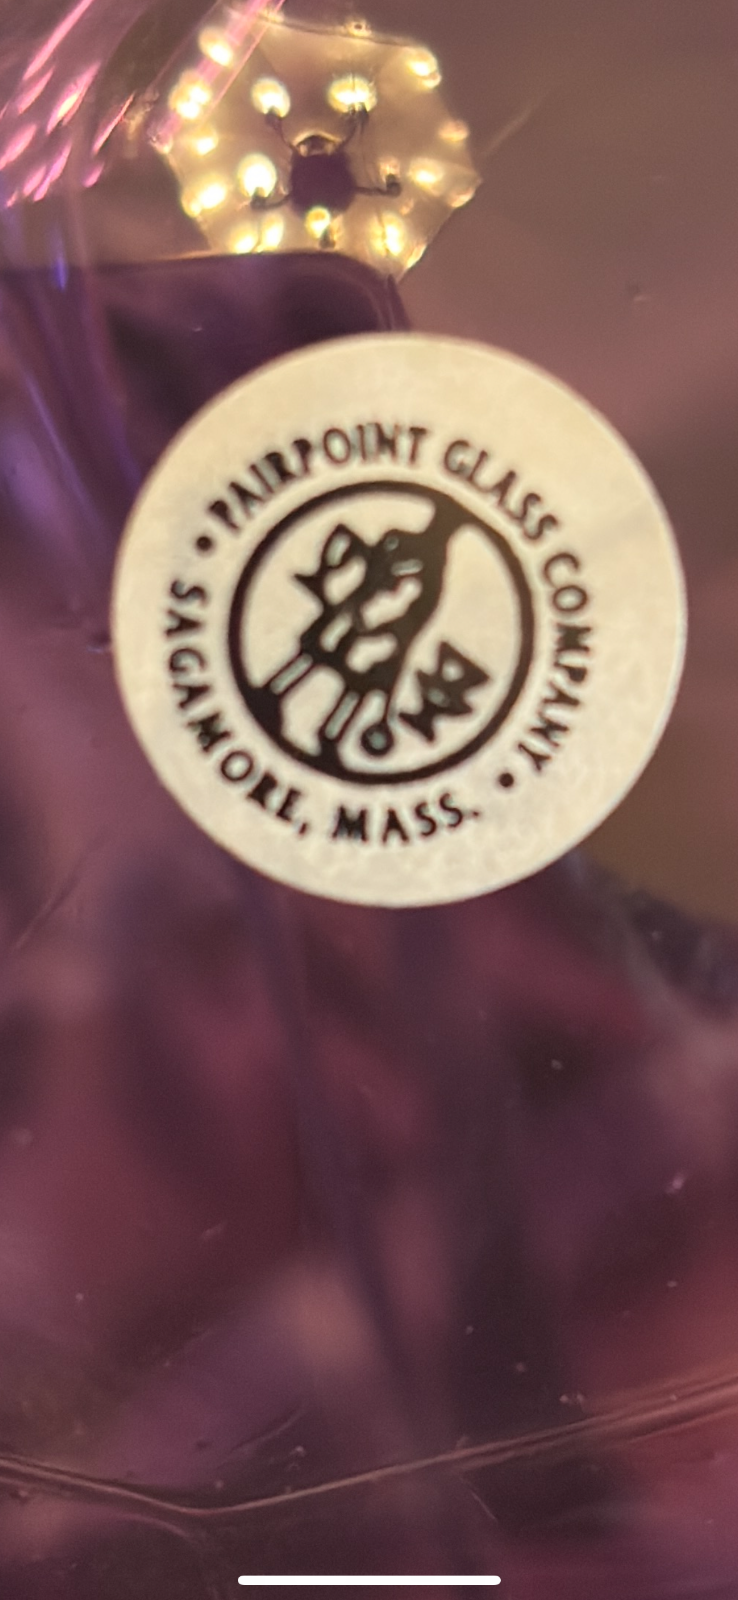 • PAIRPOINT GLASS COMPANY •
SAGAMORE, MASS.